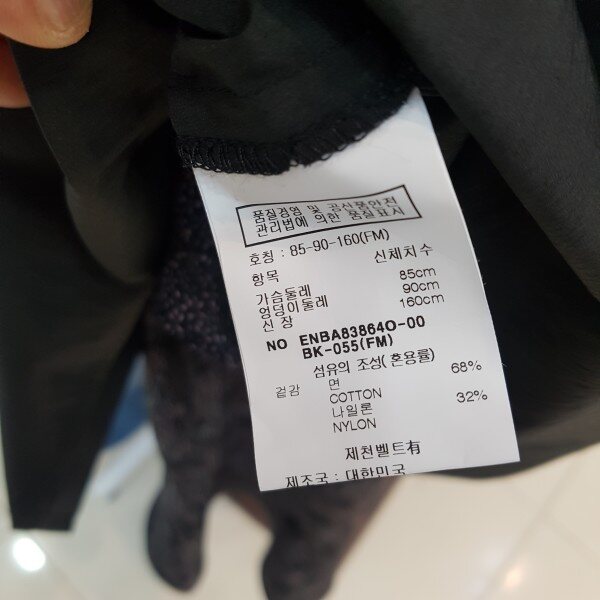 품질경영 및 공산품안전
관리법에 의한 품질표시
호칭 : 85-90-160(FM)
항목 신체치수
가슴둘레 85cm
엉덩이둘레 90cm
신 장 160cm
NO ENBA83864O-00
BK-055(FM)
섬유의 조성( 혼용률)
겉감 면 68%
COTTON
나일론 32%
NYLON
제천벨트有
제조국 : 대한민국